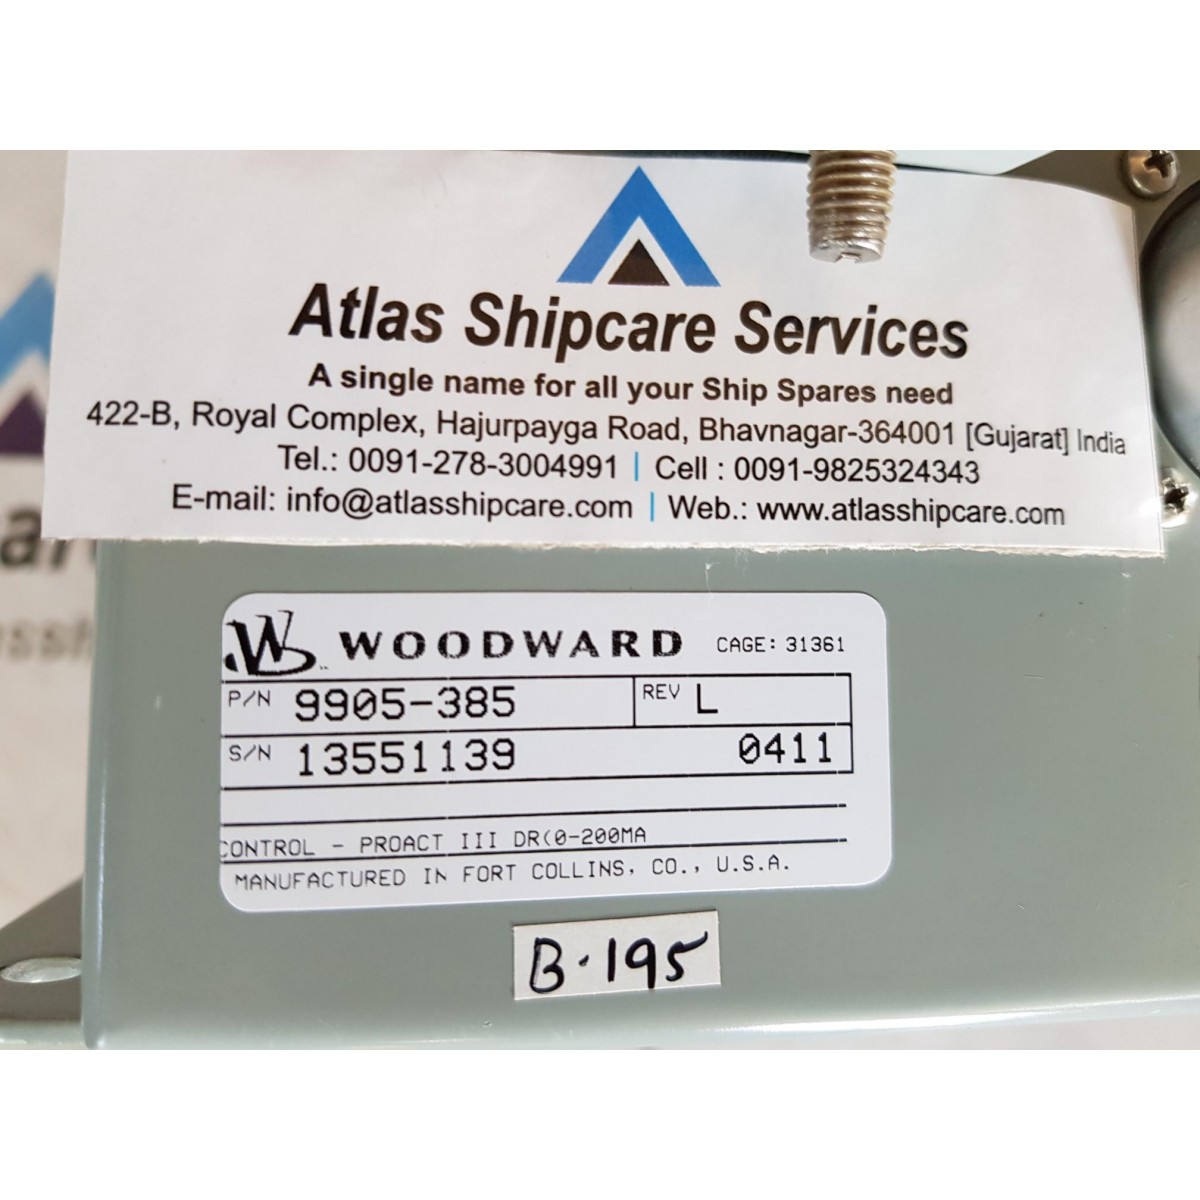 Atlas Shipcare Services
A single name for all your Ship Spares need
422-B, Royal Complex, Hajurpayga Road, Bhavnagar-364001 [Gujarat] India
Tel.: 0091-278-3004991 | Cell : 0091-9825324343
E-mail: info@atlasshipcare.com | Web.: www.atlasshipcare.com
WOODWARD CAGE: 31361
P/N 9905-385 REV L
S/N 13551139 0411
CONTROL - PROACT III DR(0-200MA
MANUFACTURED IN FORT COLLINS, CO., U.S.A.
B-195